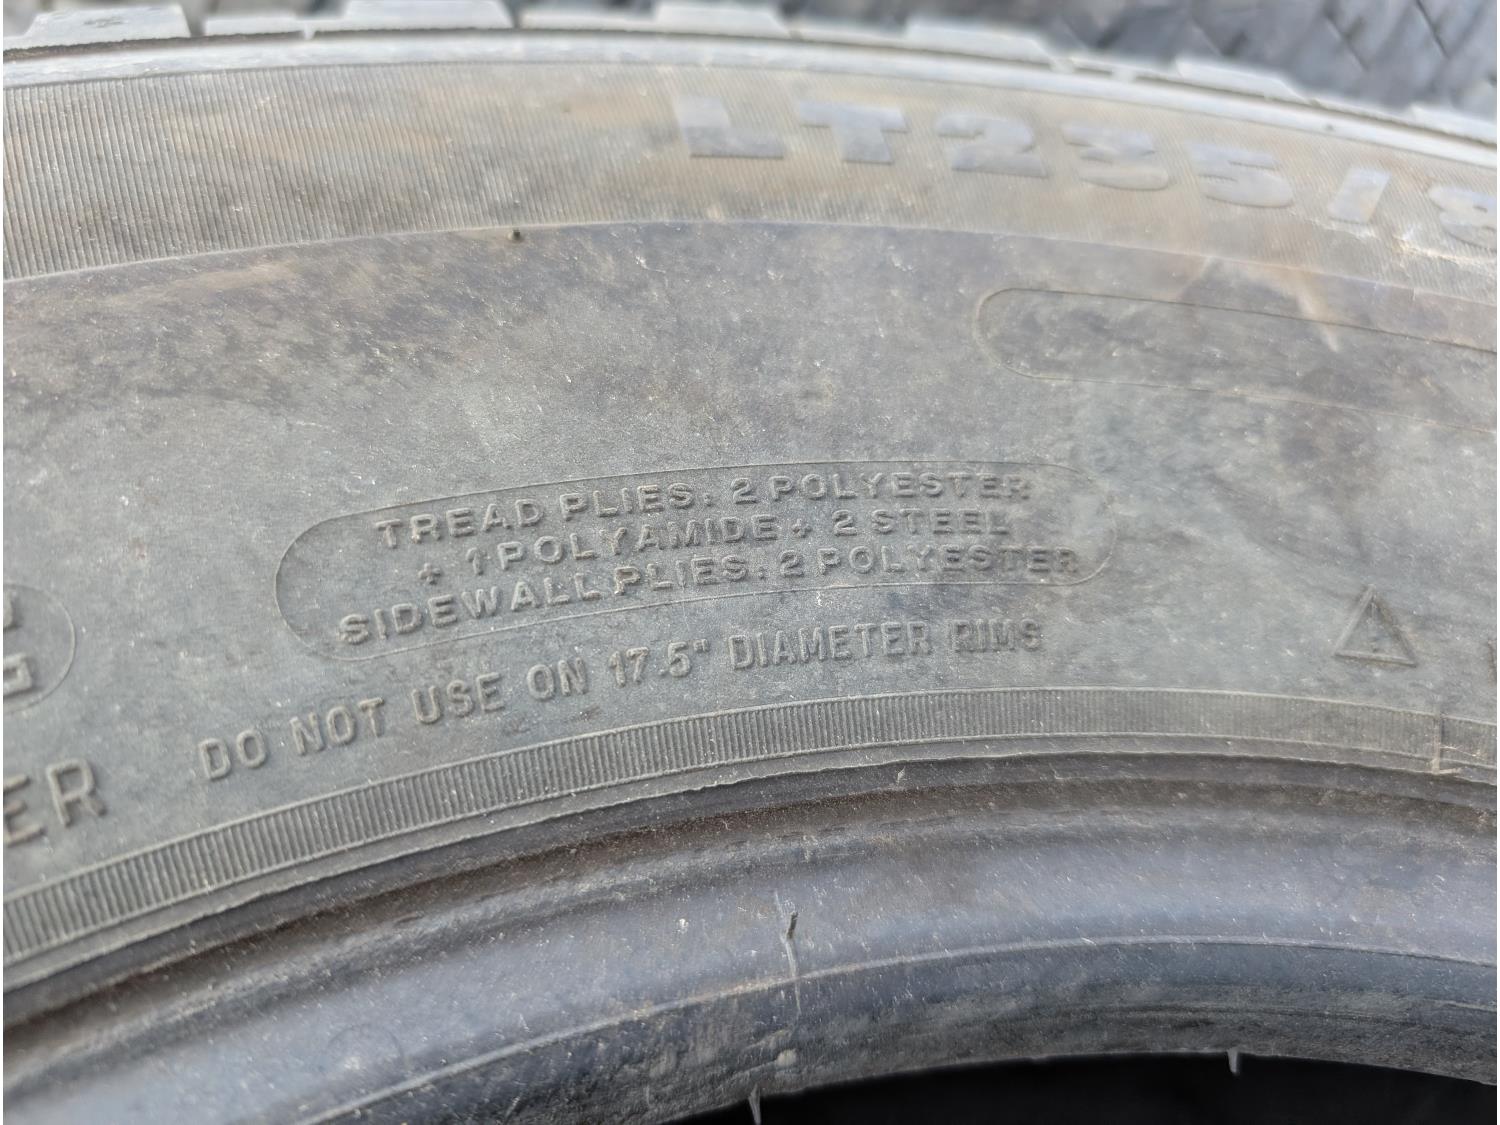 LT235/8
TREAD PLIES: 2 POLYESTER
+ 1 POLYAMIDE + 2 STEEL
SIDEWALL PLIES: 2 POLYESTER
DO NOT USE ON 17.5" DIAMETER RIMS
ER